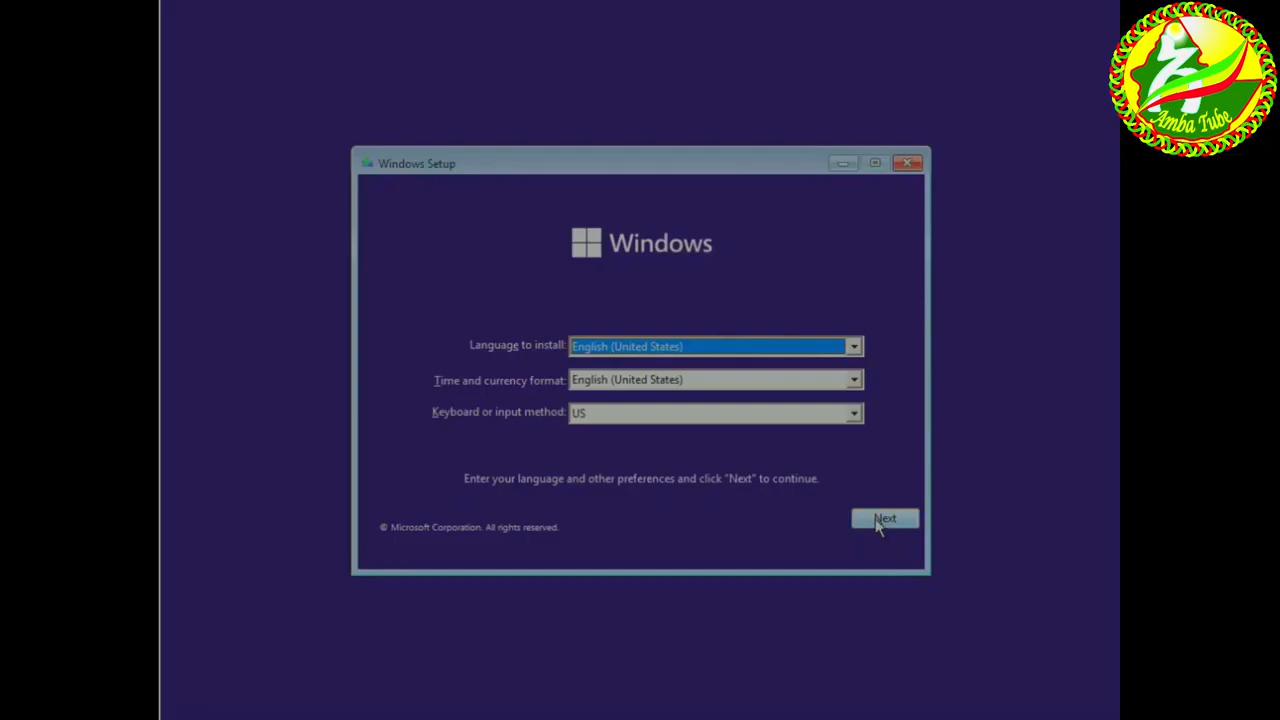 Windows Setup
Windows
Language to install: English (United States)
Time and currency format: English (United States)
Keyboard or input method: US
Enter your language and other preferences and click "Next" to continue.
Next
© Microsoft Corporation. All rights reserved.
Amba Tube